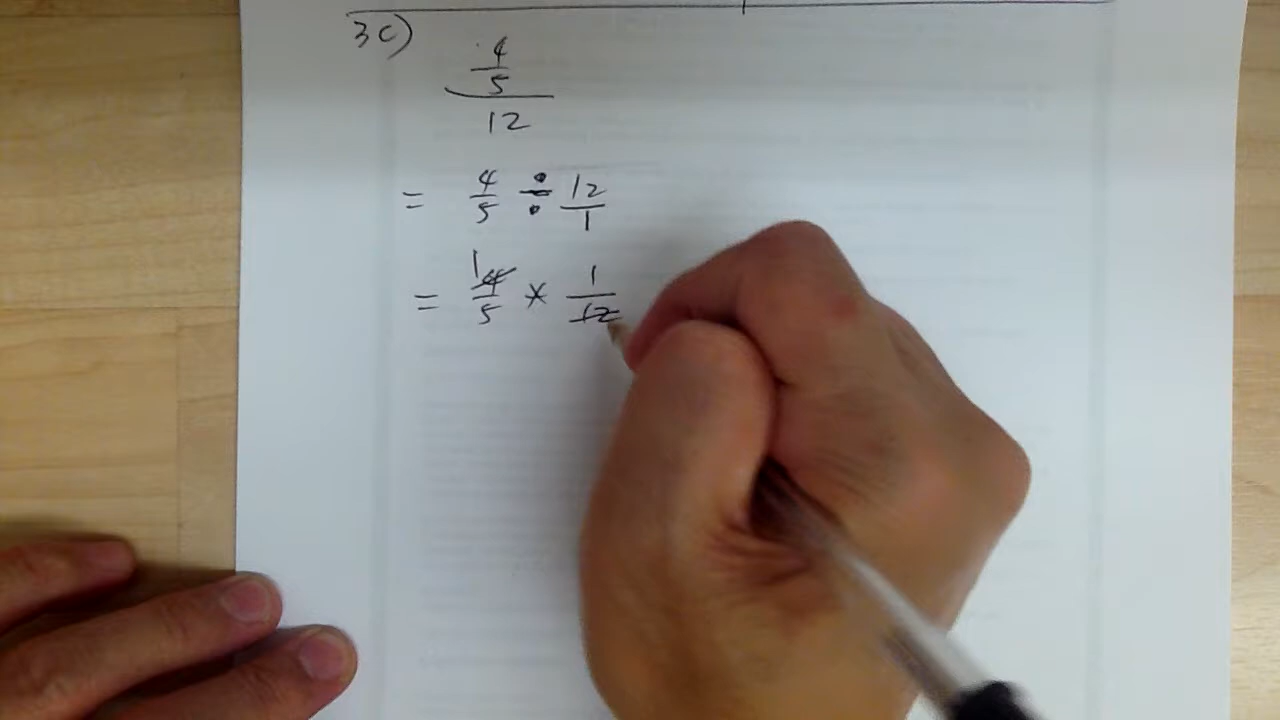 3c)
4
5
12
= 4/5 ÷ 12/1
= 1 4/5 * 1/12